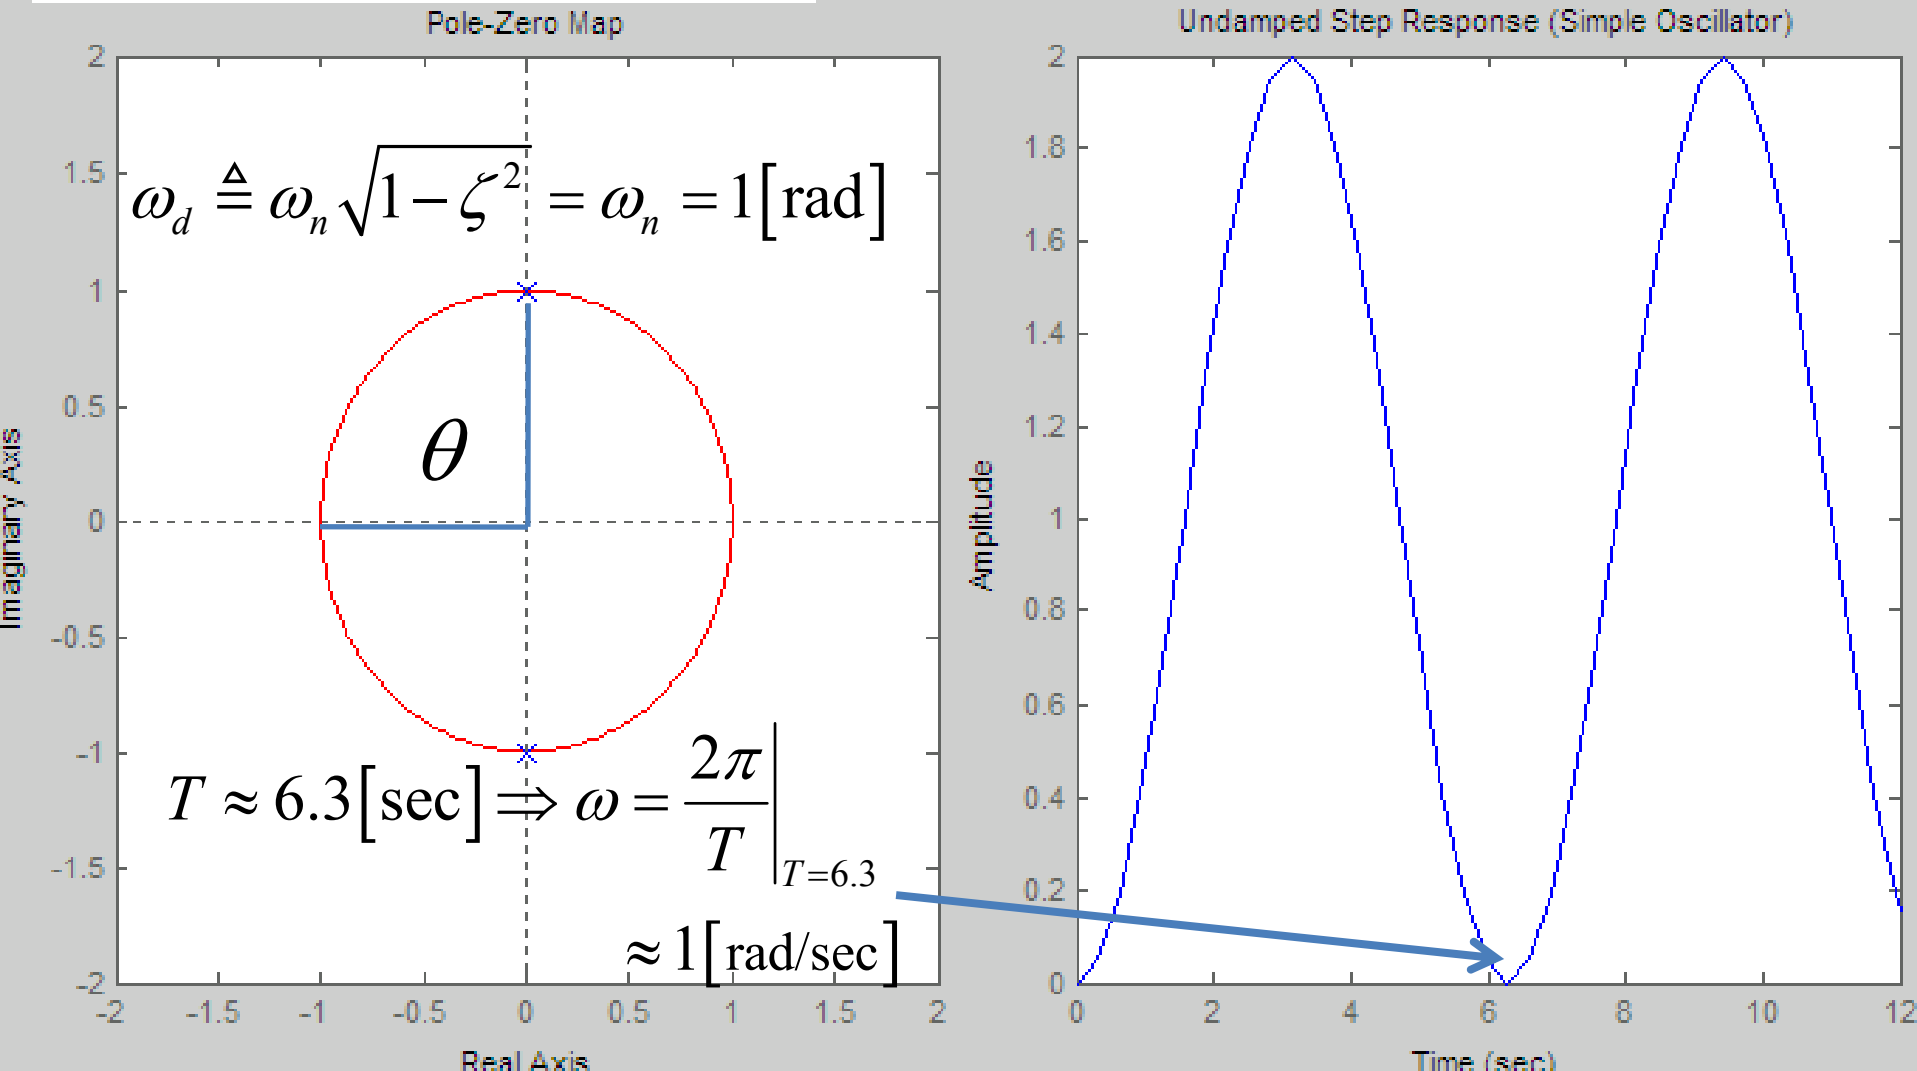 Pole-Zero Map
2
1.5
1
0.5
0
-0.5
-1
-1.5
-2
Imaginary Axis
ω_d ≜ ω_n √(1−ζ²) = ω_n = 1[rad]
θ
T ≈ 6.3[sec] ⇒ ω = 2π/T |_{T=6.3}
≈ 1[rad/sec]
-2 -1.5 -1 -0.5 0 0.5 1 1.5 2
Real Axis
Undamped Step Response (Simple Oscillator)
2
1.8
1.6
1.4
1.2
1
0.8
0.6
0.4
0.2
0
Amplitude
0 2 4 6 8 10 12
Time (sec)